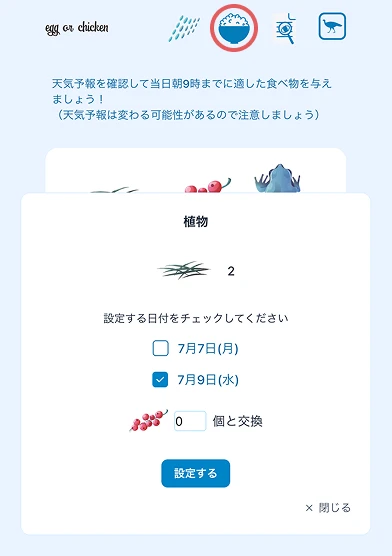 egg or chicken
天気予報を確認して当日朝9時までに適した食べ物を与え
ましょう！
（天気予報は変わる可能性があるので注意しましょう）
植物
2
設定する日付をチェックしてください
7月7日(月)
7月9日(水)
0 個と交換
設定する
× 閉じる